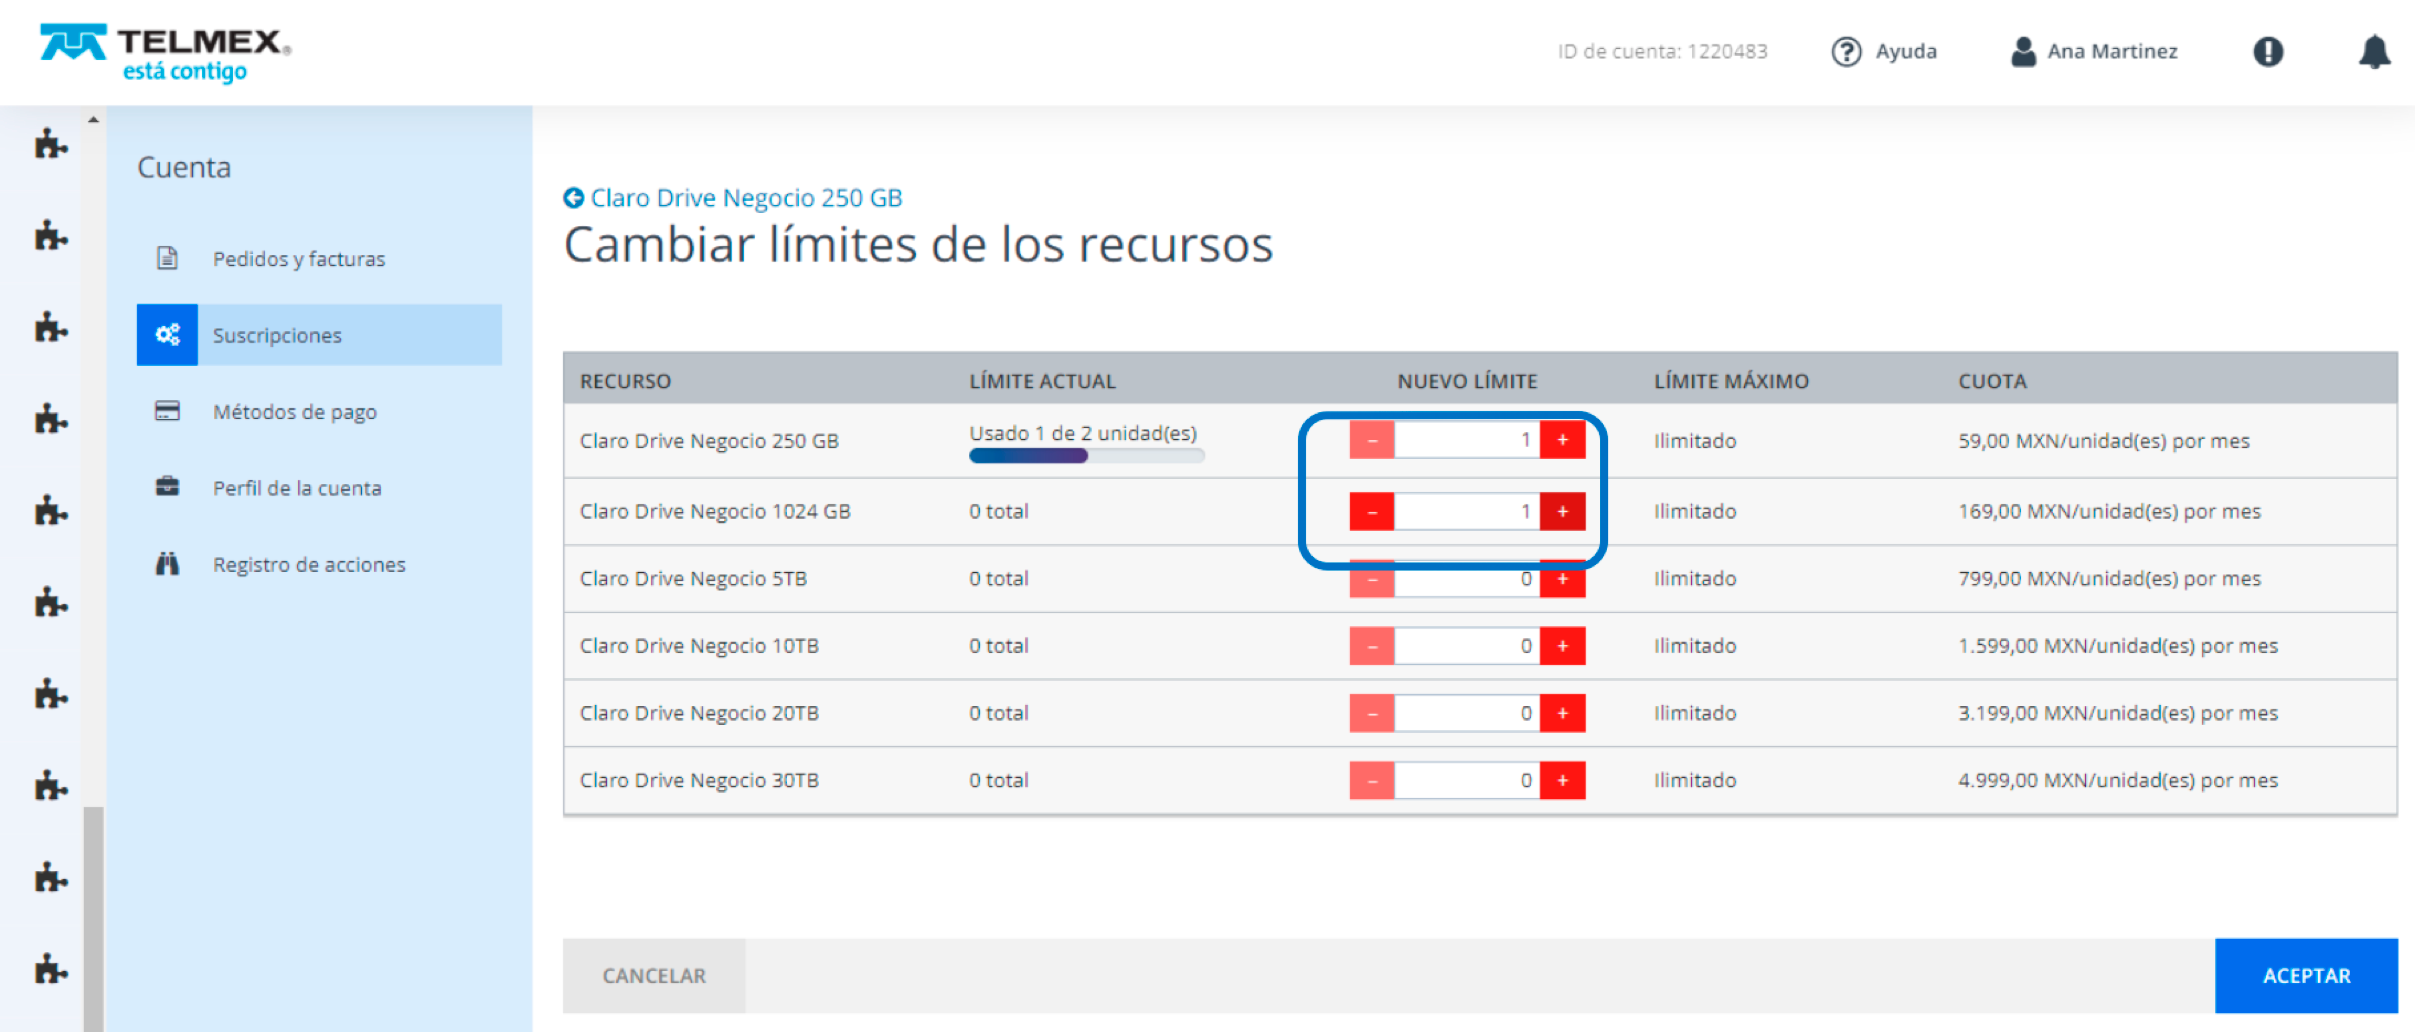 TELMEX®
está contigo
ID de cuenta: 1220483
? Ayuda
Ana Martinez
Cuenta
Pedidos y facturas
Suscripciones
Métodos de pago
Perfil de la cuenta
Registro de acciones
Claro Drive Negocio 250 GB
Cambiar límites de los recursos
RECURSO LÍMITE ACTUAL NUEVO LÍMITE LÍMITE MÁXIMO CUOTA
Claro Drive Negocio 250 GB Usado 1 de 2 unidad(es) – 1 + Ilimitado 59,00 MXN/unidad(es) por mes
Claro Drive Negocio 1024 GB 0 total – 1 + Ilimitado 169,00 MXN/unidad(es) por mes
Claro Drive Negocio 5TB 0 total – 0 + Ilimitado 799,00 MXN/unidad(es) por mes
Claro Drive Negocio 10TB 0 total – 0 + Ilimitado 1.599,00 MXN/unidad(es) por mes
Claro Drive Negocio 20TB 0 total – 0 + Ilimitado 3.199,00 MXN/unidad(es) por mes
Claro Drive Negocio 30TB 0 total – 0 + Ilimitado 4.999,00 MXN/unidad(es) por mes
CANCELAR
ACEPTAR